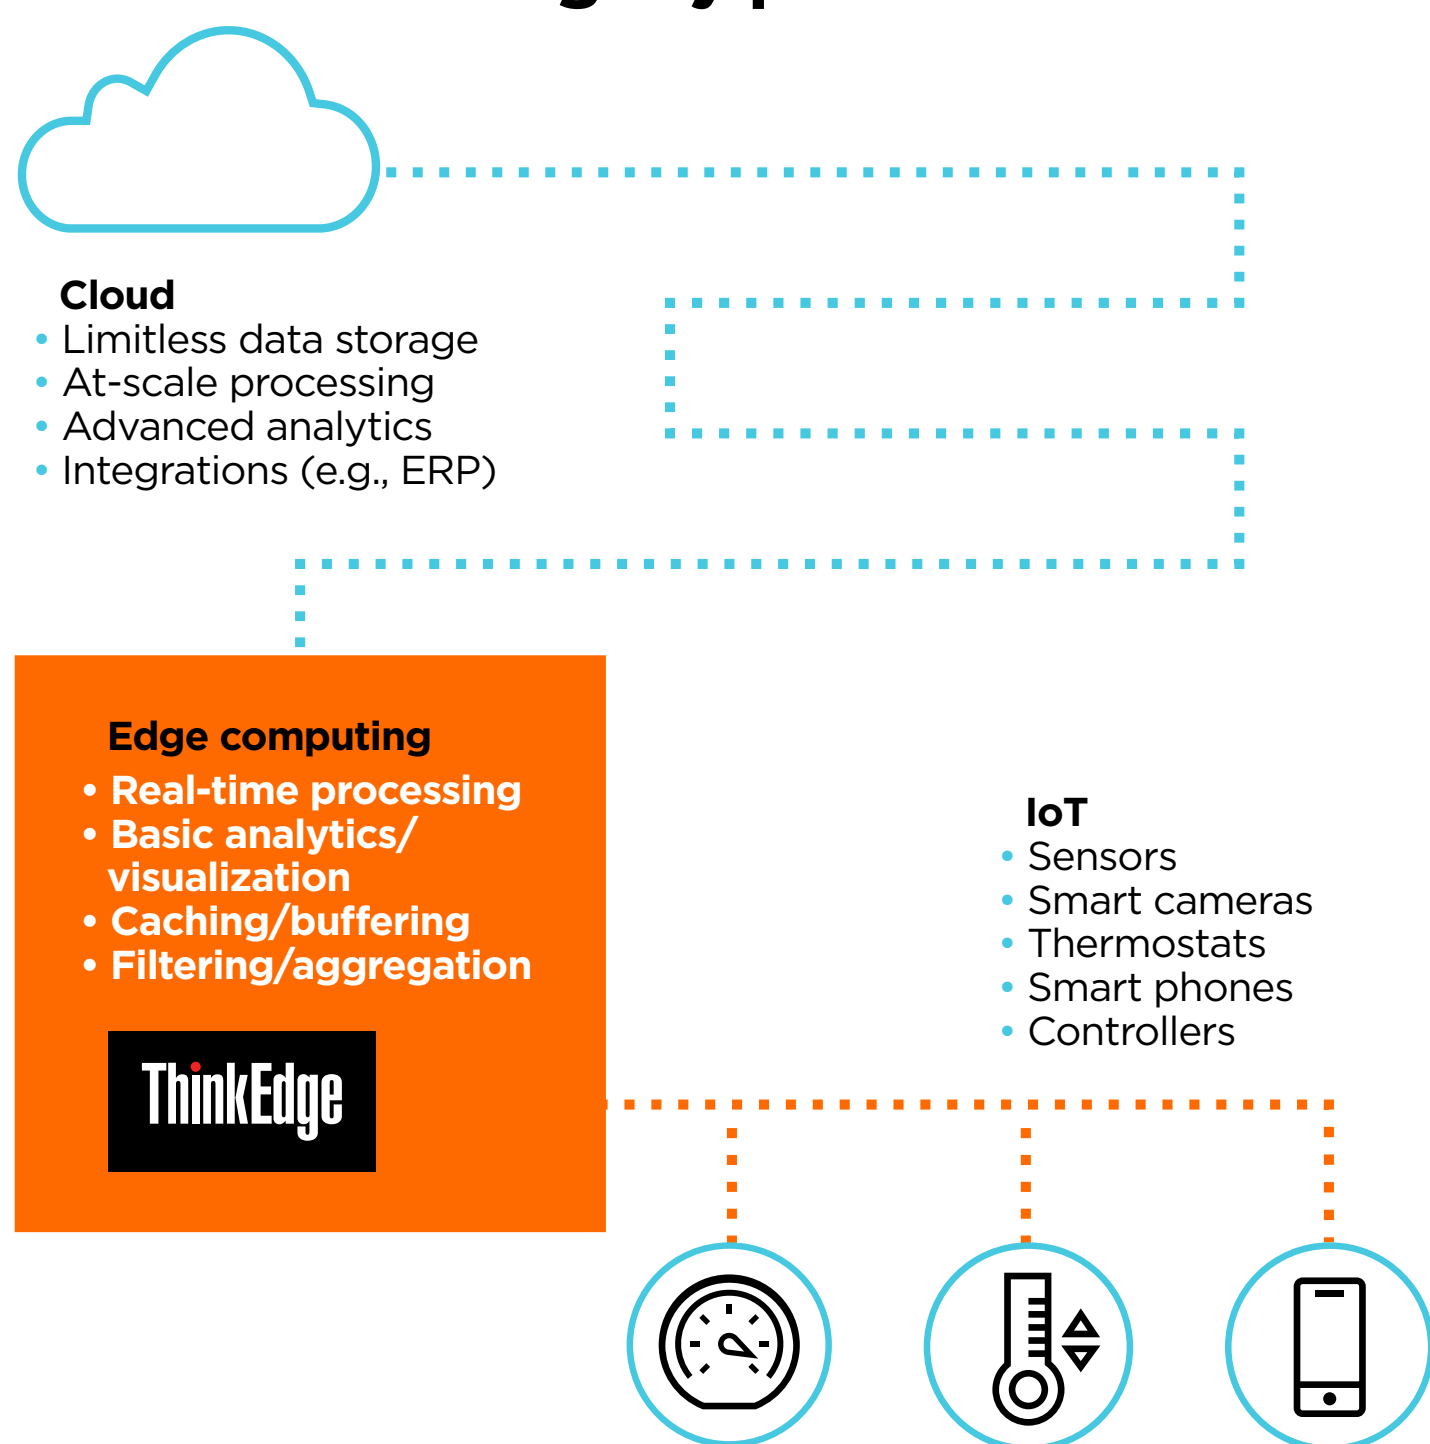 Cloud
• Limitless data storage
• At-scale processing
• Advanced analytics
• Integrations (e.g., ERP)
Edge computing
• Real-time processing
• Basic analytics/
visualization
• Caching/buffering
• Filtering/aggregation
ThinkEdge
IoT
• Sensors
• Smart cameras
• Thermostats
• Smart phones
• Controllers